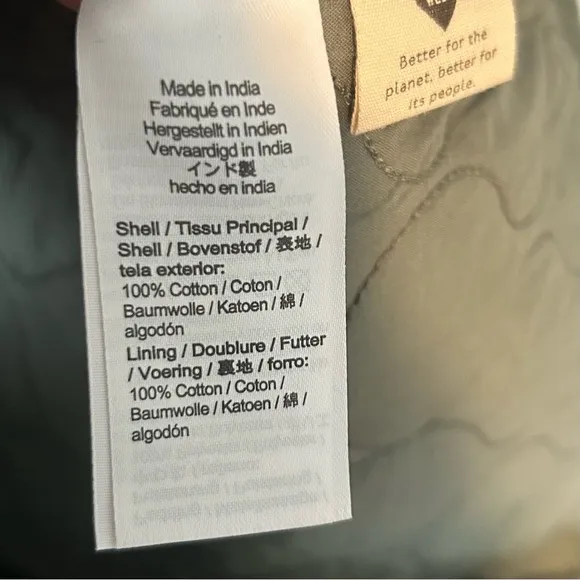 Made in India
Fabriqué en Inde
Hergestellt in Indien
Vervaardigd in India
インド製
hecho en india
Shell / Tissu Principal /
Shell / Bovenstof / 表地 /
tela exterior:
100% Cotton / Coton /
Baumwolle / Katoen / 綿 /
algodón
Lining / Doublure / Futter
/ Voering / 裏地 / forro:
100% Cotton / Coton /
Baumwolle / Katoen / 綿 /
algodón
Better for the
planet, better for
its people.